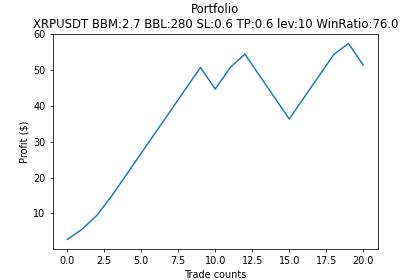 Portfolio
XRPUSDT BBM:2.7 BBL:280 SL:0.6 TP:0.6 lev:10 WinRatio:76.0
60
50
40
30
20
10
Profit ($)
0.0 2.5 5.0 7.5 10.0 12.5 15.0 17.5 20.0
Trade counts